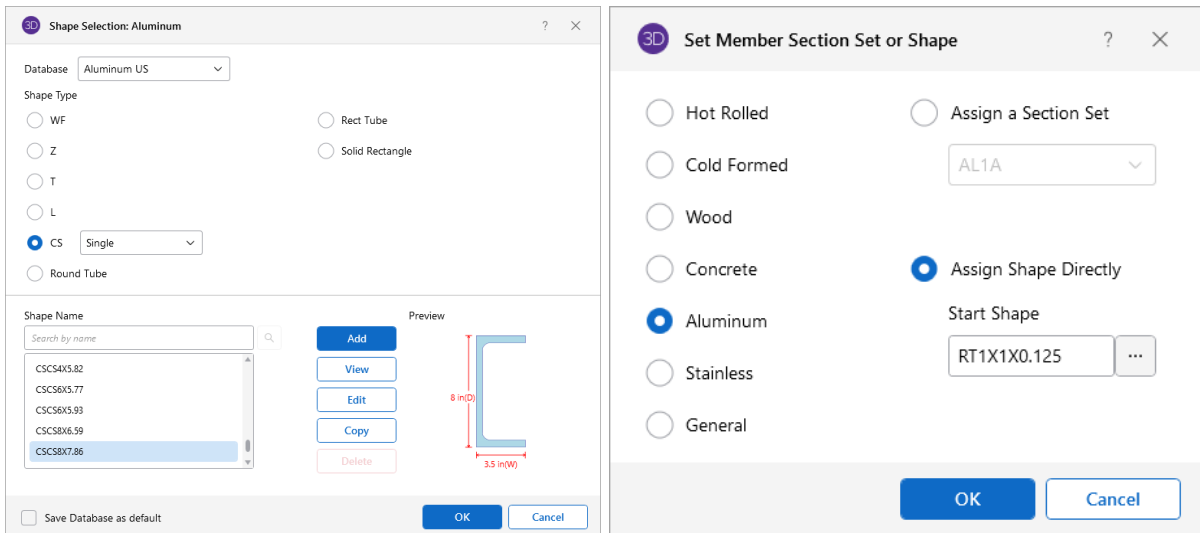 3D Shape Selection: Aluminum ? ×
Database Aluminum US
Shape Type
WF
Rect Tube
Z
Solid Rectangle
T
L
CS Single
Round Tube
Shape Name
Search by name
CSCS4X5.82
CSCS6X5.77
CSCS6X5.93
CSCS8X6.59
CSCS8X7.86
Add
View
Edit
Copy
Delete
Preview
8 in(D)
3.5 in(W)
Save Database as default
OK
Cancel
3D Set Member Section Set or Shape ? ×
Hot Rolled
Cold Formed
Wood
Concrete
Aluminum
Stainless
General
Assign a Section Set
AL1A
Assign Shape Directly
Start Shape
RT1X1X0.125 ...
OK
Cancel